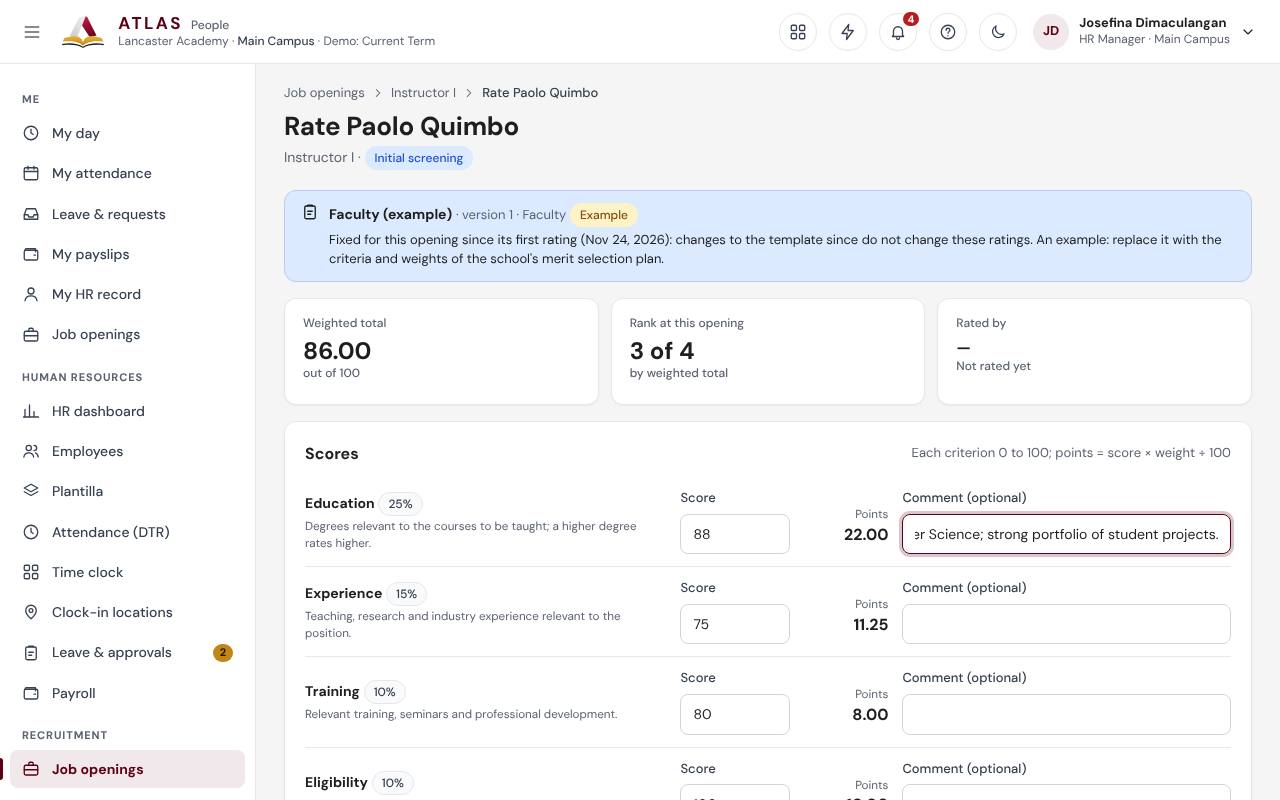 ATLAS People
Lancaster Academy · Main Campus · Demo: Current Term
4
JD
Josefina Dimaculangan
HR Manager · Main Campus
ME
My day
My attendance
Leave & requests
My payslips
My HR record
Job openings
HUMAN RESOURCES
HR dashboard
Employees
Plantilla
Attendance (DTR)
Time clock
Clock-in locations
Leave & approvals 2
Payroll
RECRUITMENT
Job openings
Job openings > Instructor I > Rate Paolo Quimbo
Rate Paolo Quimbo
Instructor I · Initial screening
Faculty (example) · version 1 · Faculty Example
Fixed for this opening since its first rating (Nov 24, 2026): changes to the template since do not change these ratings. An example: replace it with the
criteria and weights of the school's merit selection plan.
Weighted total
86.00
out of 100
Rank at this opening
3 of 4
by weighted total
Rated by
—
Not rated yet
Scores
Each criterion 0 to 100; points = score × weight ÷ 100
Education 25%
Degrees relevant to the courses to be taught; a higher degree
rates higher.
Score
88
Points
22.00
Comment (optional)
er Science; strong portfolio of student projects.
Experience 15%
Teaching, research and industry experience relevant to the
position.
Score
75
Points
11.25
Comment (optional)
Training 10%
Relevant training, seminars and professional development.
Score
80
Points
8.00
Comment (optional)
Eligibility 10%
Score
Points
Comment (optional)